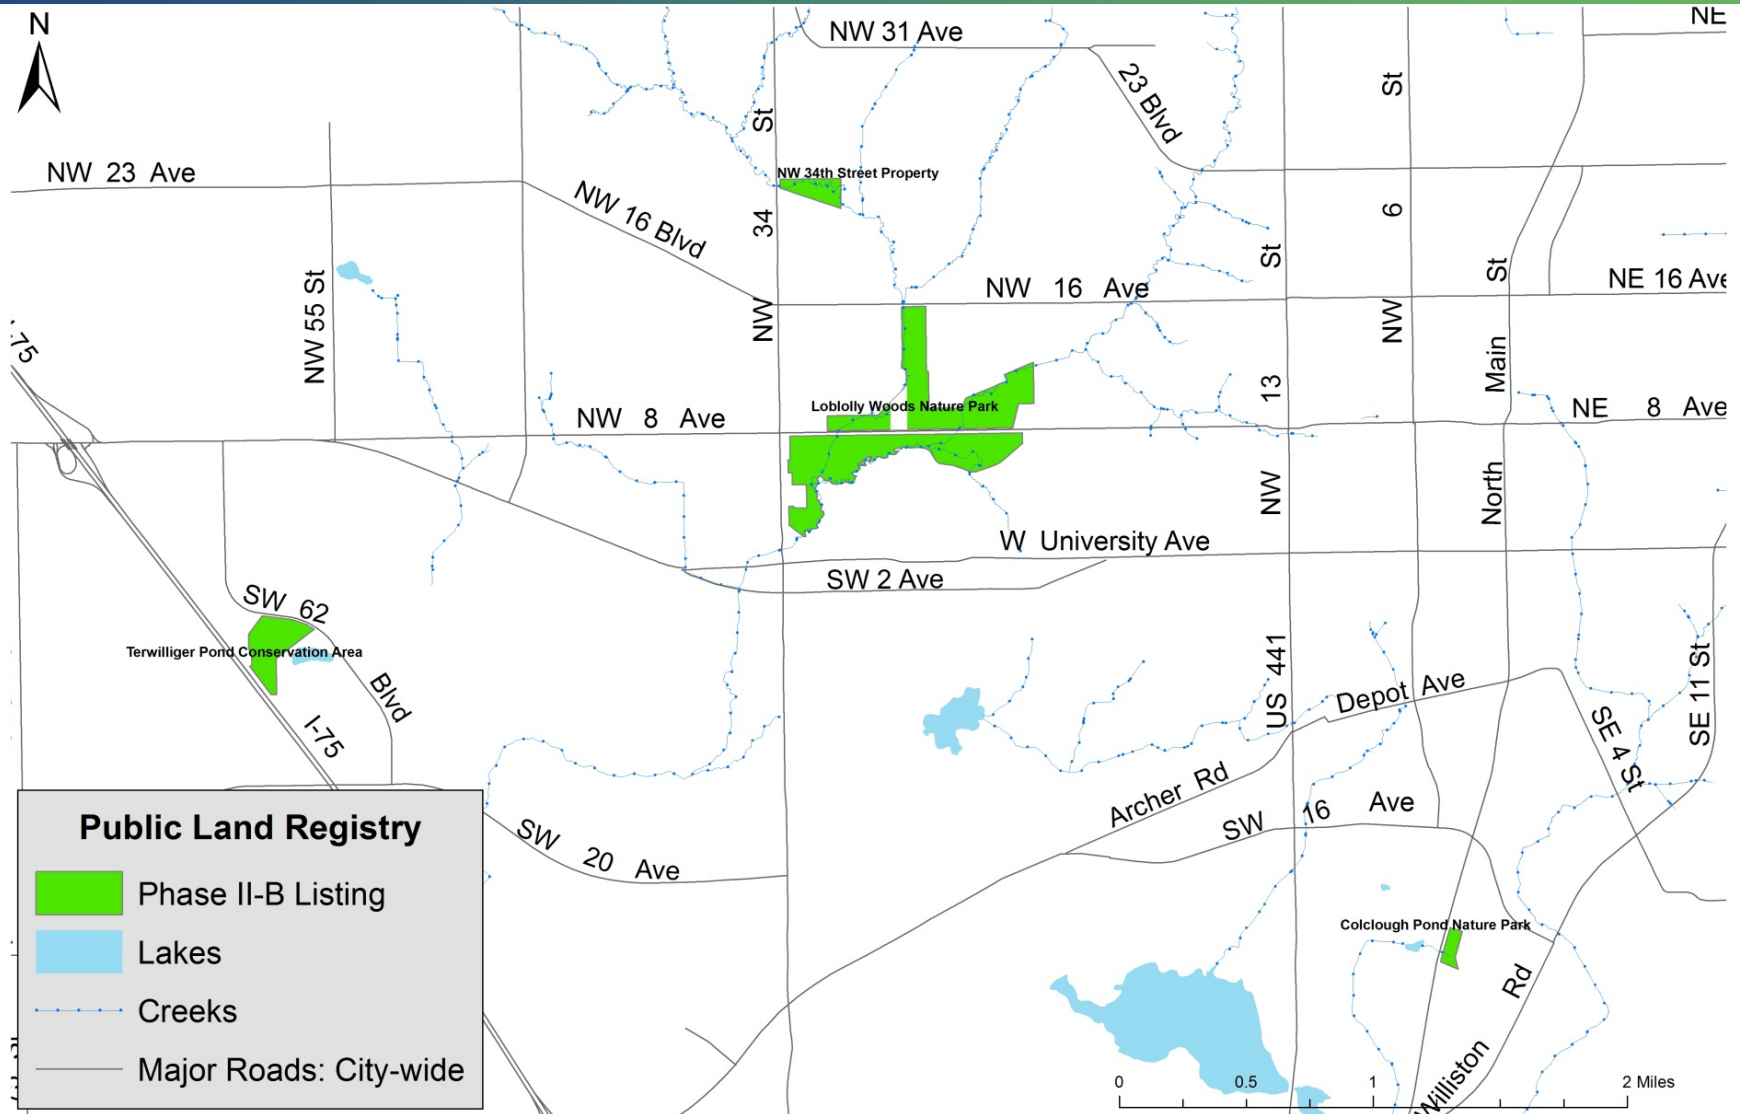 N
NE
NW 31 Ave
23 Blvd
St
St
NW 34th Street Property
NW 23 Ave
NW 16 Blvd
34
6
St
St
NW 16 Ave
NE 16 Ave
NW 55 St
NW
NW
-75
Main
13
Loblolly Woods Nature Park
NW 8 Ave
NE 8 Ave
NW
North
W University Ave
SW 2 Ave
SW 62
Blvd
Terwilliger Pond Conservation Area
I-75
US 441
Depot Ave
SE 11 St
SE 4 St
Archer Rd
SW 16 Ave
SW 20 Ave
Colclough Pond Nature Park
Williston Rd
Public Land Registry
Phase II-B Listing
Lakes
Creeks
Major Roads: City-wide
0 0.5 1 2 Miles